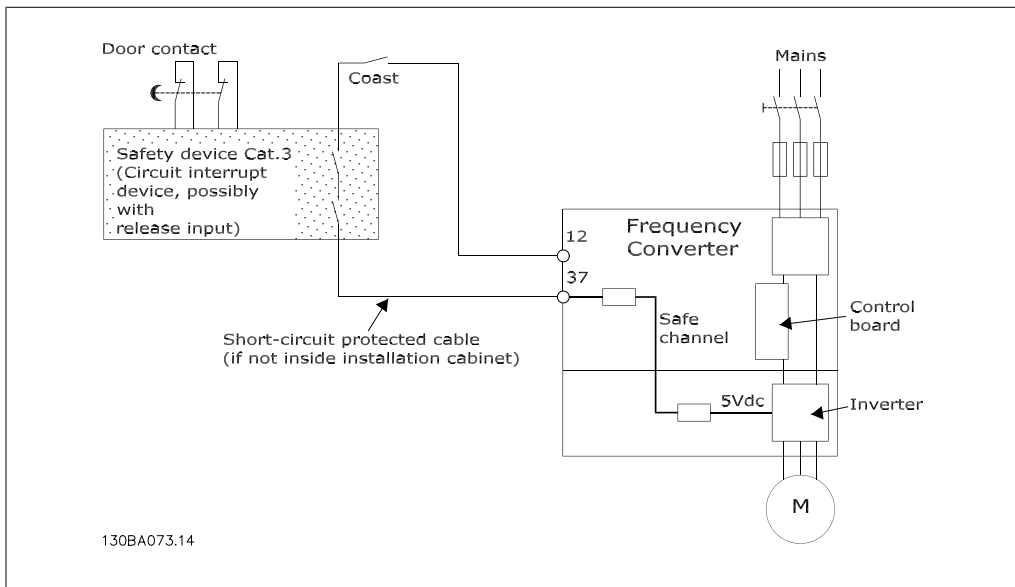 Door contact
Coast
Mains
Safety device Cat.3
(Circuit interrupt
device, possibly
with
release input)
Frequency
Converter
12
37
Safe
channel
Control
board
Short-circuit protected cable
(if not inside installation cabinet)
5Vdc
Inverter
M
130BA073.14